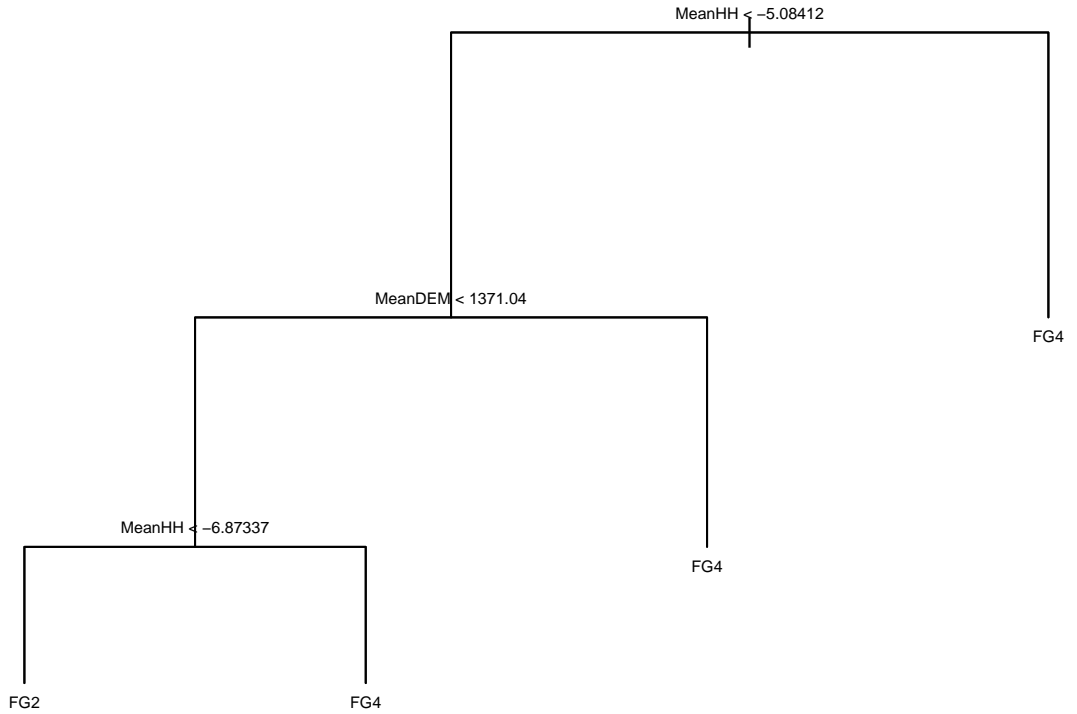 MeanHH < −5.08412
MeanDEM < 1371.04
FG4
MeanHH < −6.87337
FG4
FG2
FG4